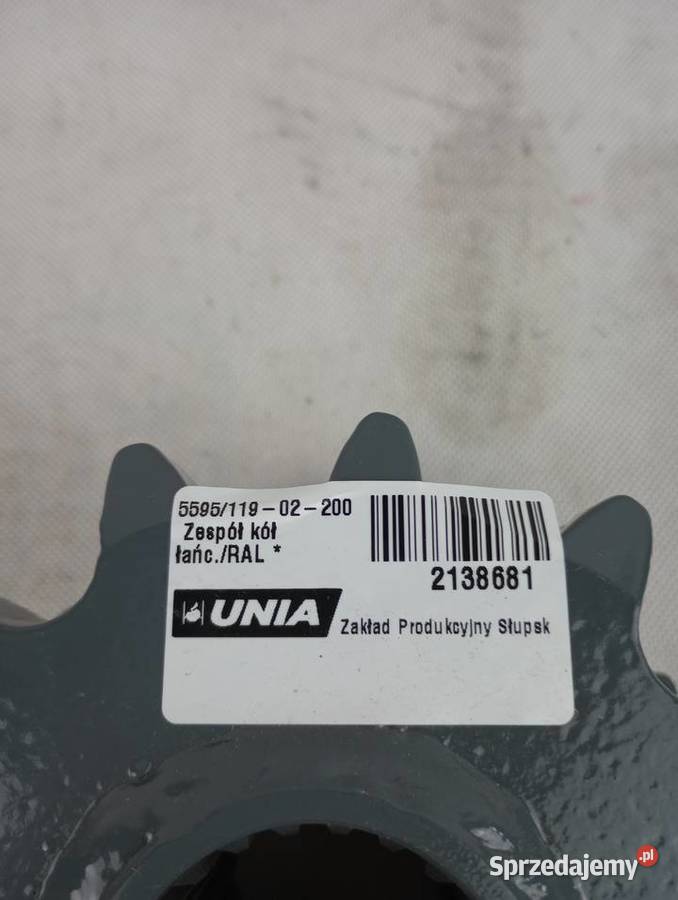 5595/119-02-200
Zespół kół
łańc./RAL *
2138681
UNIA
Zakład Produkcyjny Słupsk
Sprzedajemy.pl